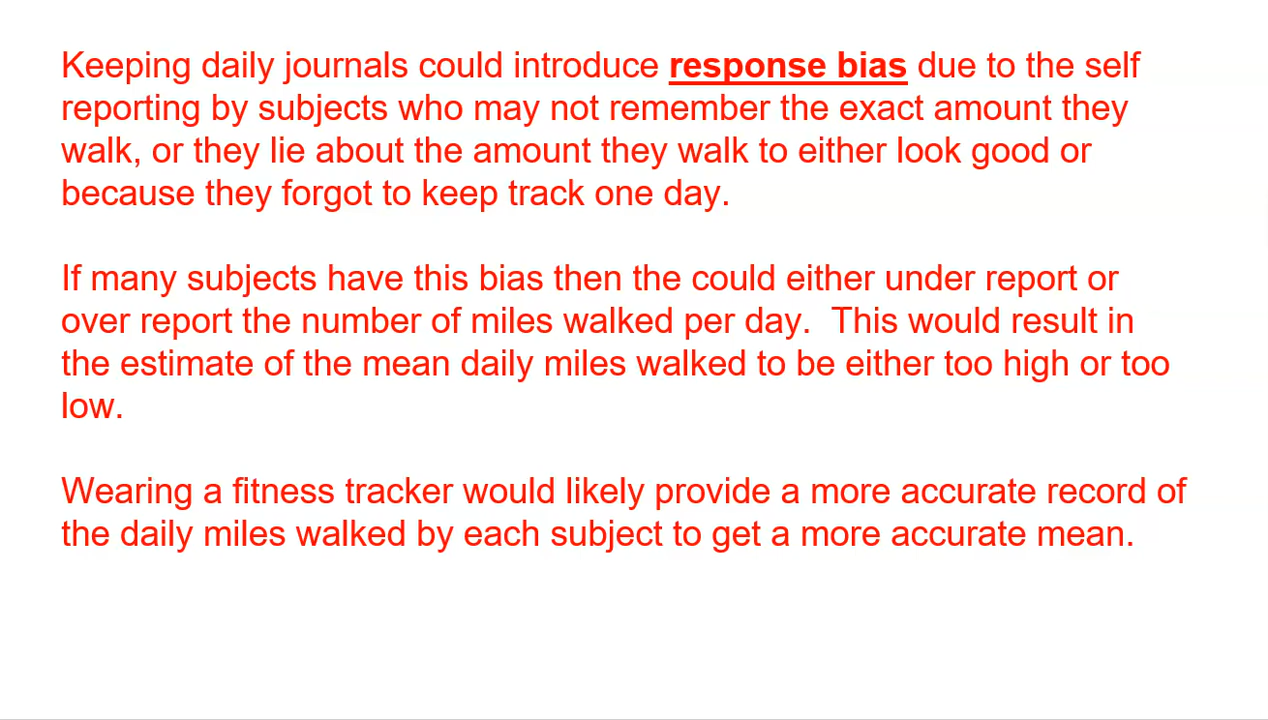 Keeping daily journals could introduce response bias due to the self
reporting by subjects who may not remember the exact amount they
walk, or they lie about the amount they walk to either look good or
because they forgot to keep track one day.
If many subjects have this bias then the could either under report or
over report the number of miles walked per day.  This would result in
the estimate of the mean daily miles walked to be either too high or too
low.
Wearing a fitness tracker would likely provide a more accurate record of
the daily miles walked by each subject to get a more accurate mean.